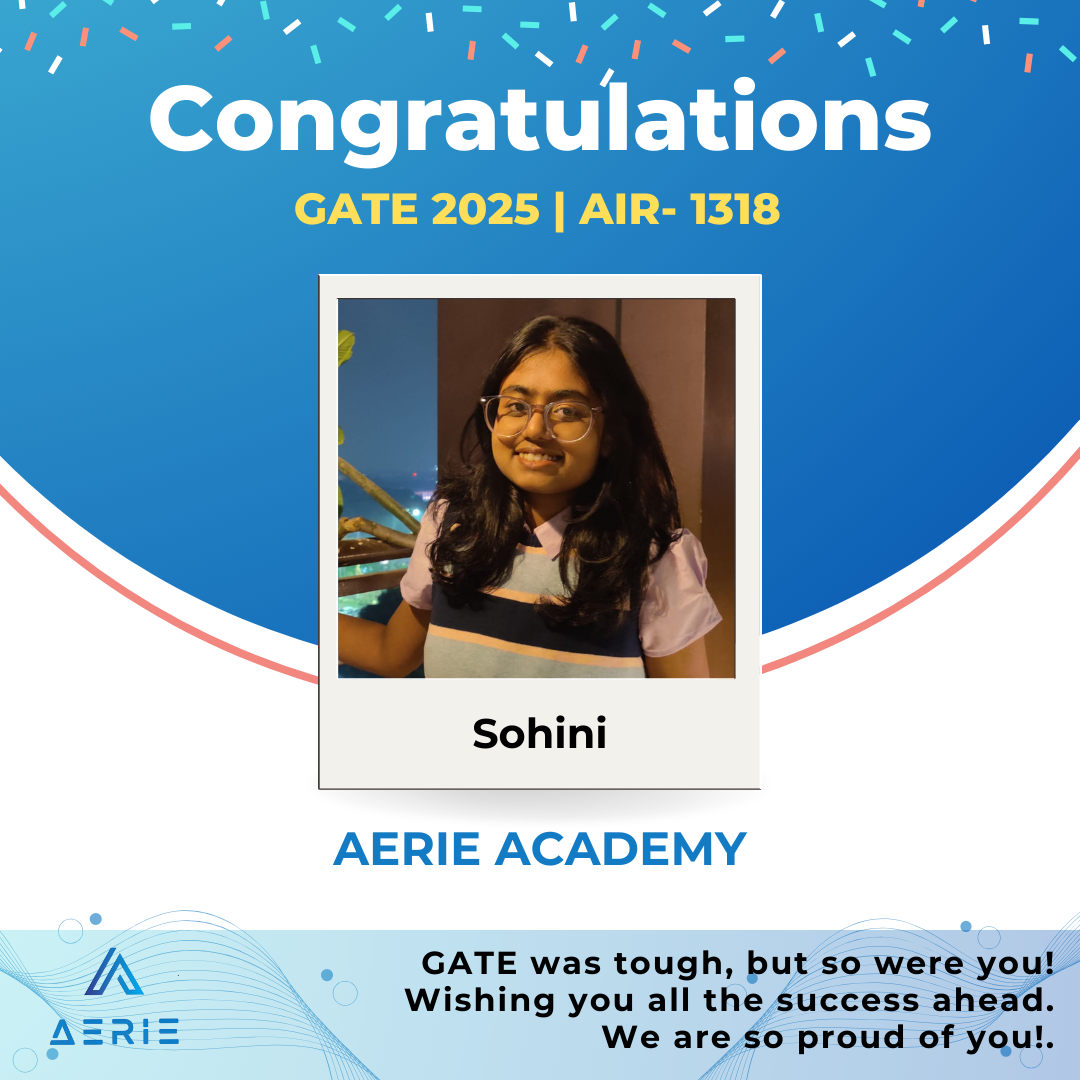 Congratulations
GATE 2025 | AIR- 1318
Sohini
AERIE ACADEMY
AERiE
GATE was tough, but so were you!
Wishing you all the success ahead.
We are so proud of you!.